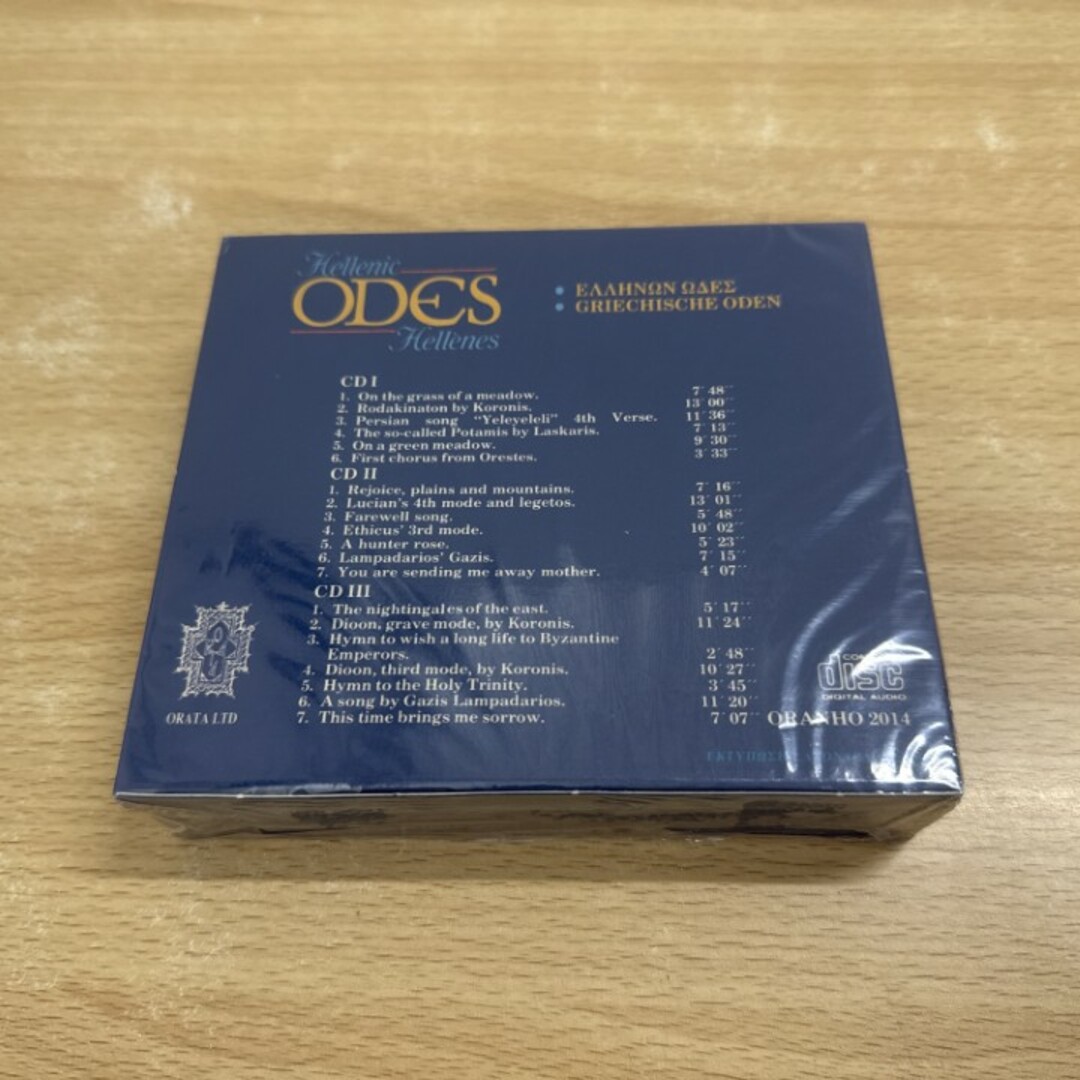 Hellenic
ODES
Hellènes
• ΕΛΛΗΝΩΝ ΩΔΕΣ
• GRIECHISCHE ODEN
CD I
1. On the grass of a meadow. 7΄ 48΄΄
2. Rodakinaton by Koronis. 13΄ 00΄΄
3. Persian song "Yeleyeleli" 4th Verse. 11΄ 36΄΄
4. The so-called Potamis by Laskaris. 7΄ 13΄΄
5. On a green meadow. 9΄ 30΄΄
6. First chorus from Orestes. 3΄ 33΄΄
CD II
1. Rejoice, plains and mountains. 7΄ 16΄΄
2. Lucian's 4th mode and legetos. 13΄ 01΄΄
3. Farewell song. 5΄ 48΄΄
4. Ethicus' 3rd mode. 10΄ 02΄΄
5. A hunter rose. 5΄ 23΄΄
6. Lampadarios' Gazis. 7΄ 15΄΄
7. You are sending me away mother. 4΄ 07΄΄
CD III
1. The nightingales of the east. 5΄ 17΄΄
2. Dioon, grave mode, by Koronis. 11΄ 24΄΄
3. Hymn to wish a long life to Byzantine
Emperors. 2΄ 48΄΄
4. Dioon, third mode, by Koronis. 10΄ 27΄΄
5. Hymn to the Holy Trinity. 3΄ 45΄΄
6. A song by Gazis Lampadarios. 11΄ 20΄΄
7. This time brings me sorrow. 7΄ 07΄΄
disc
DIGITAL AUDIO
ORATA LTD
ORANHO 2014